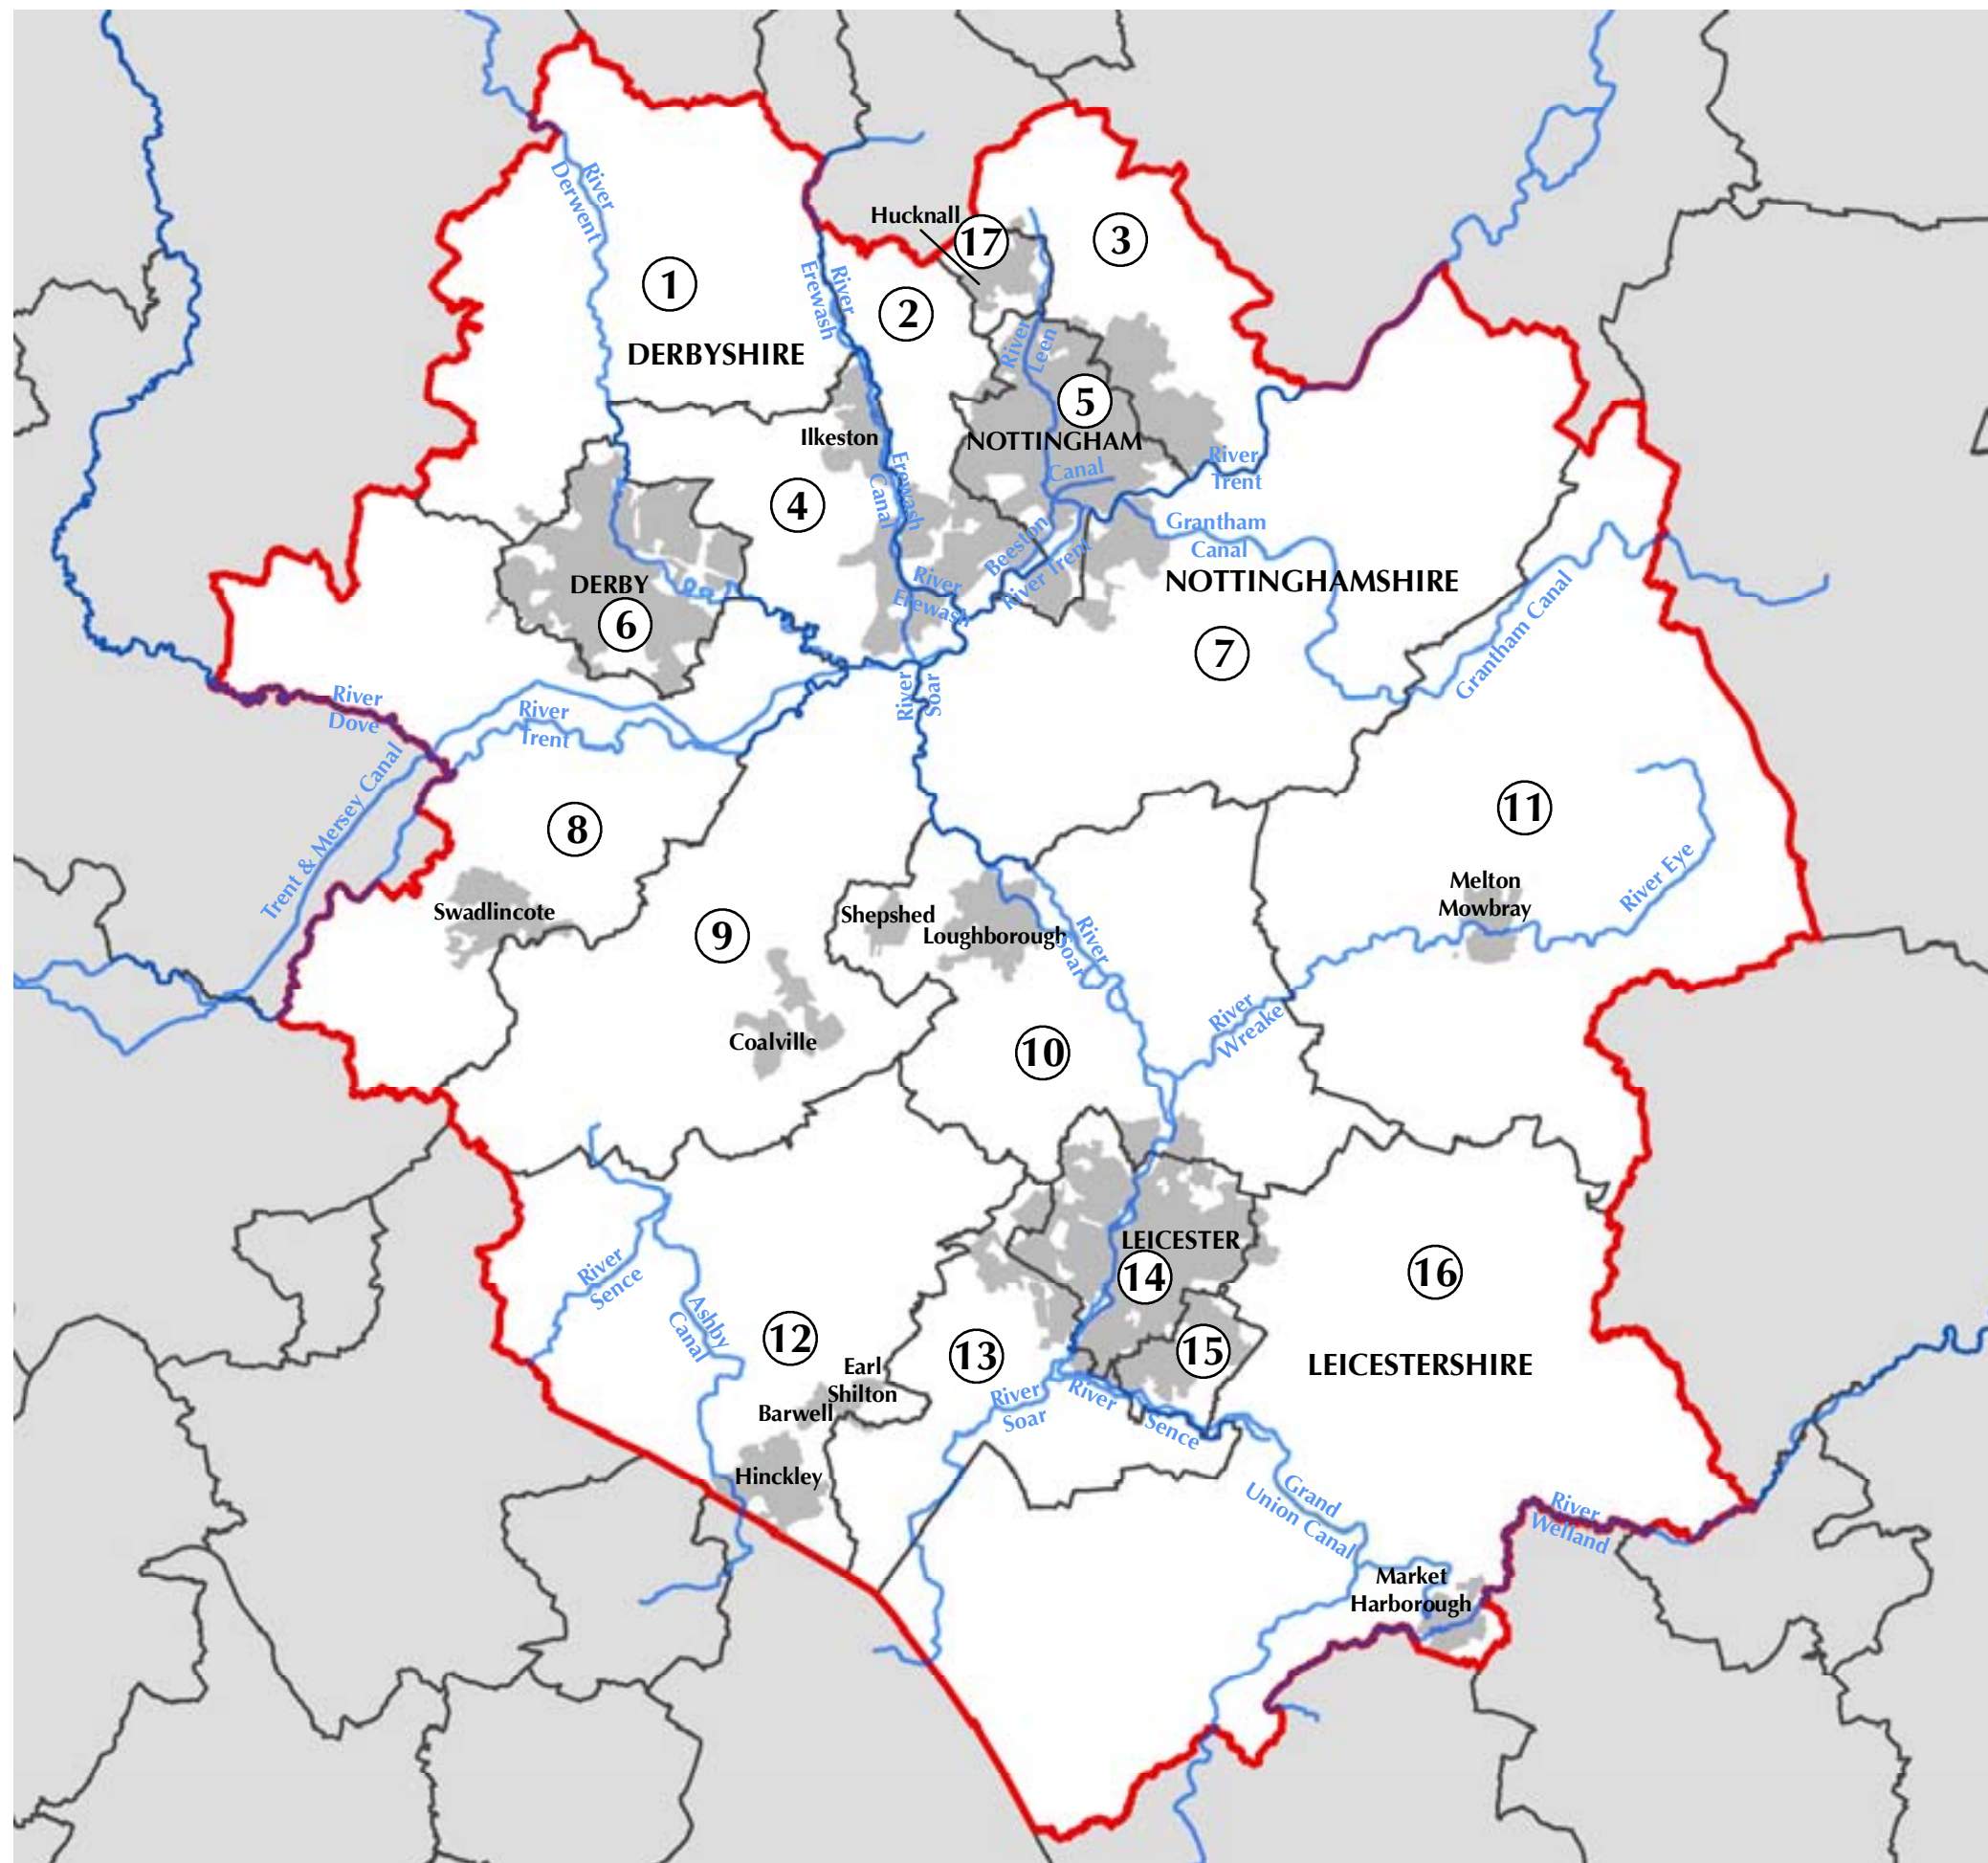 River
Derwent
Hucknall
17
3
1
River
Erewash
2
DERBYSHIRE
River
Leen
5
Ilkeston
NOTTINGHAM
Canal
River
Trent
4
Erewash
Canal
Grantham
Canal
Beeston
River Trent
DERBY
6
River
Erewash
NOTTINGHAMSHIRE
Grantham Canal
7
River
Dove
River
Trent
River
Soar
Trent & Mersey Canal
8
11
Melton
Mowbray
River Eye
Swadlincote
9
Shepshed
Loughborough
River
Soar
River
Wreake
Coalville
10
LEICESTER
14
16
River
Sence
Ashby
Canal
12
13
15
LEICESTERSHIRE
Earl
Shilton
Barwell
River
Soar
River
Sence
Hinckley
Grand
Union Canal
River
Welland
Market
Harborough